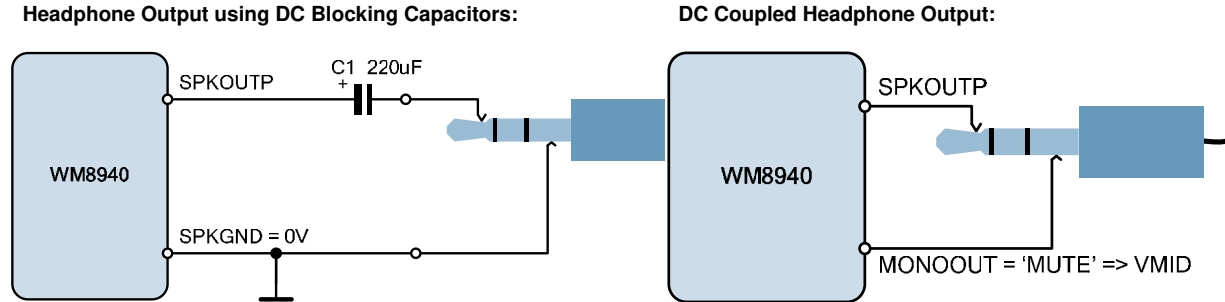 Headphone Output using DC Blocking Capacitors:
C1 220uF
+
SPKOUTP
WM8940
SPKGND = 0V
DC Coupled Headphone Output:
SPKOUTP
WM8940
MONOOUT = 'MUTE' => VMID